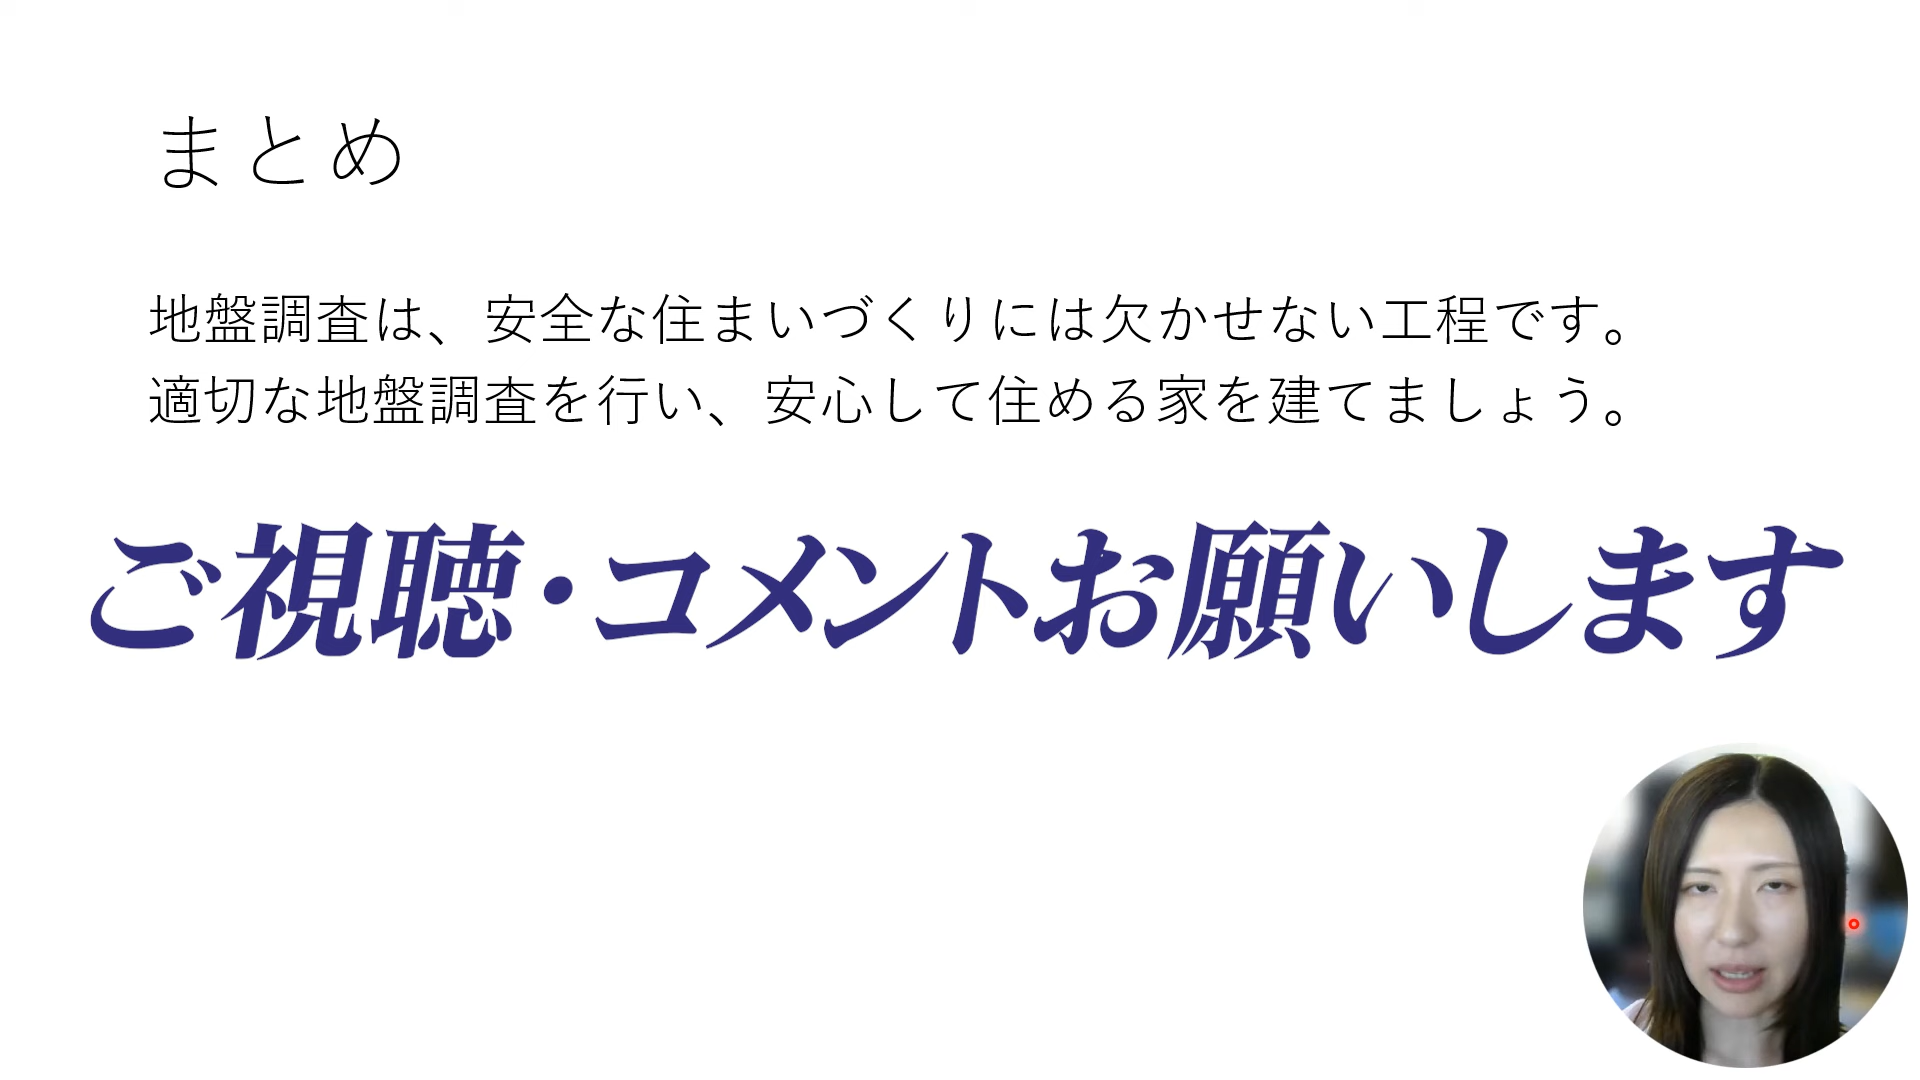 まとめ
地盤調査は、安全な住まいづくりには欠かせない工程です。
適切な地盤調査を行い、安心して住める家を建てましょう。
ご視聴・コメントお願いします